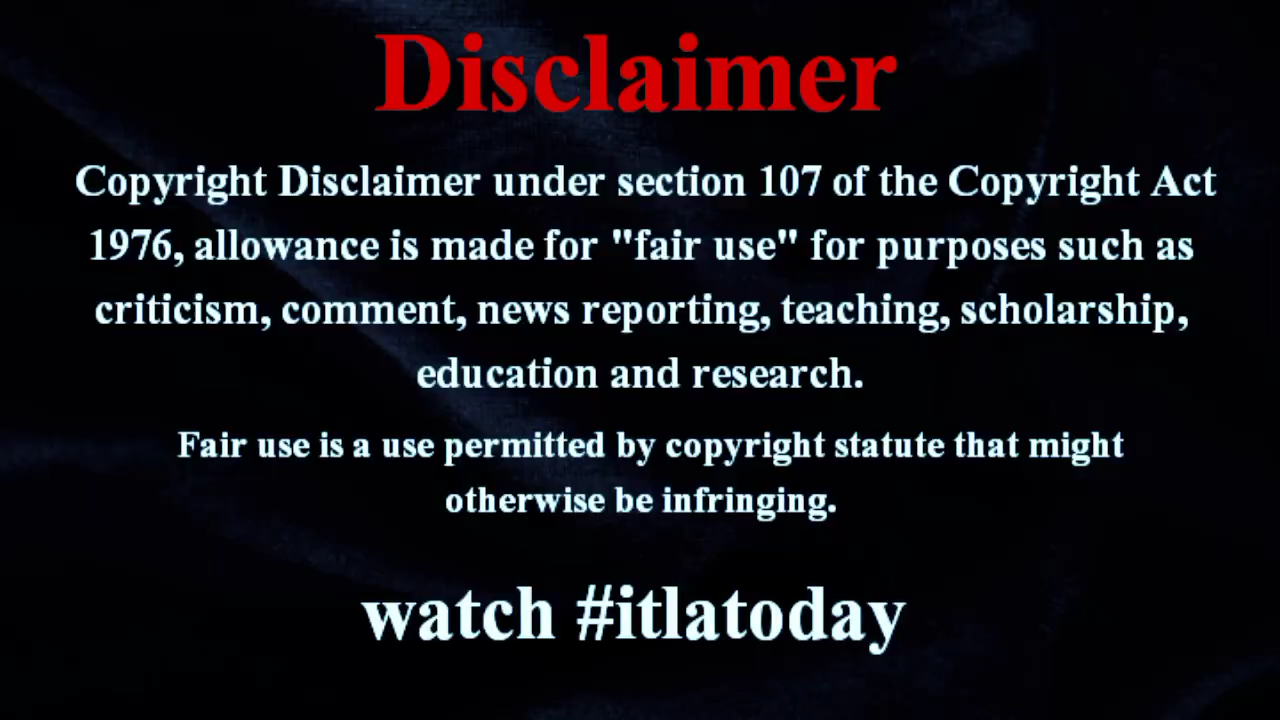 Disclaimer
Copyright Disclaimer under section 107 of the Copyright Act
1976, allowance is made for "fair use" for purposes such as
criticism, comment, news reporting, teaching, scholarship,
education and research.
Fair use is a use permitted by copyright statute that might
otherwise be infringing.
watch #itlatoday